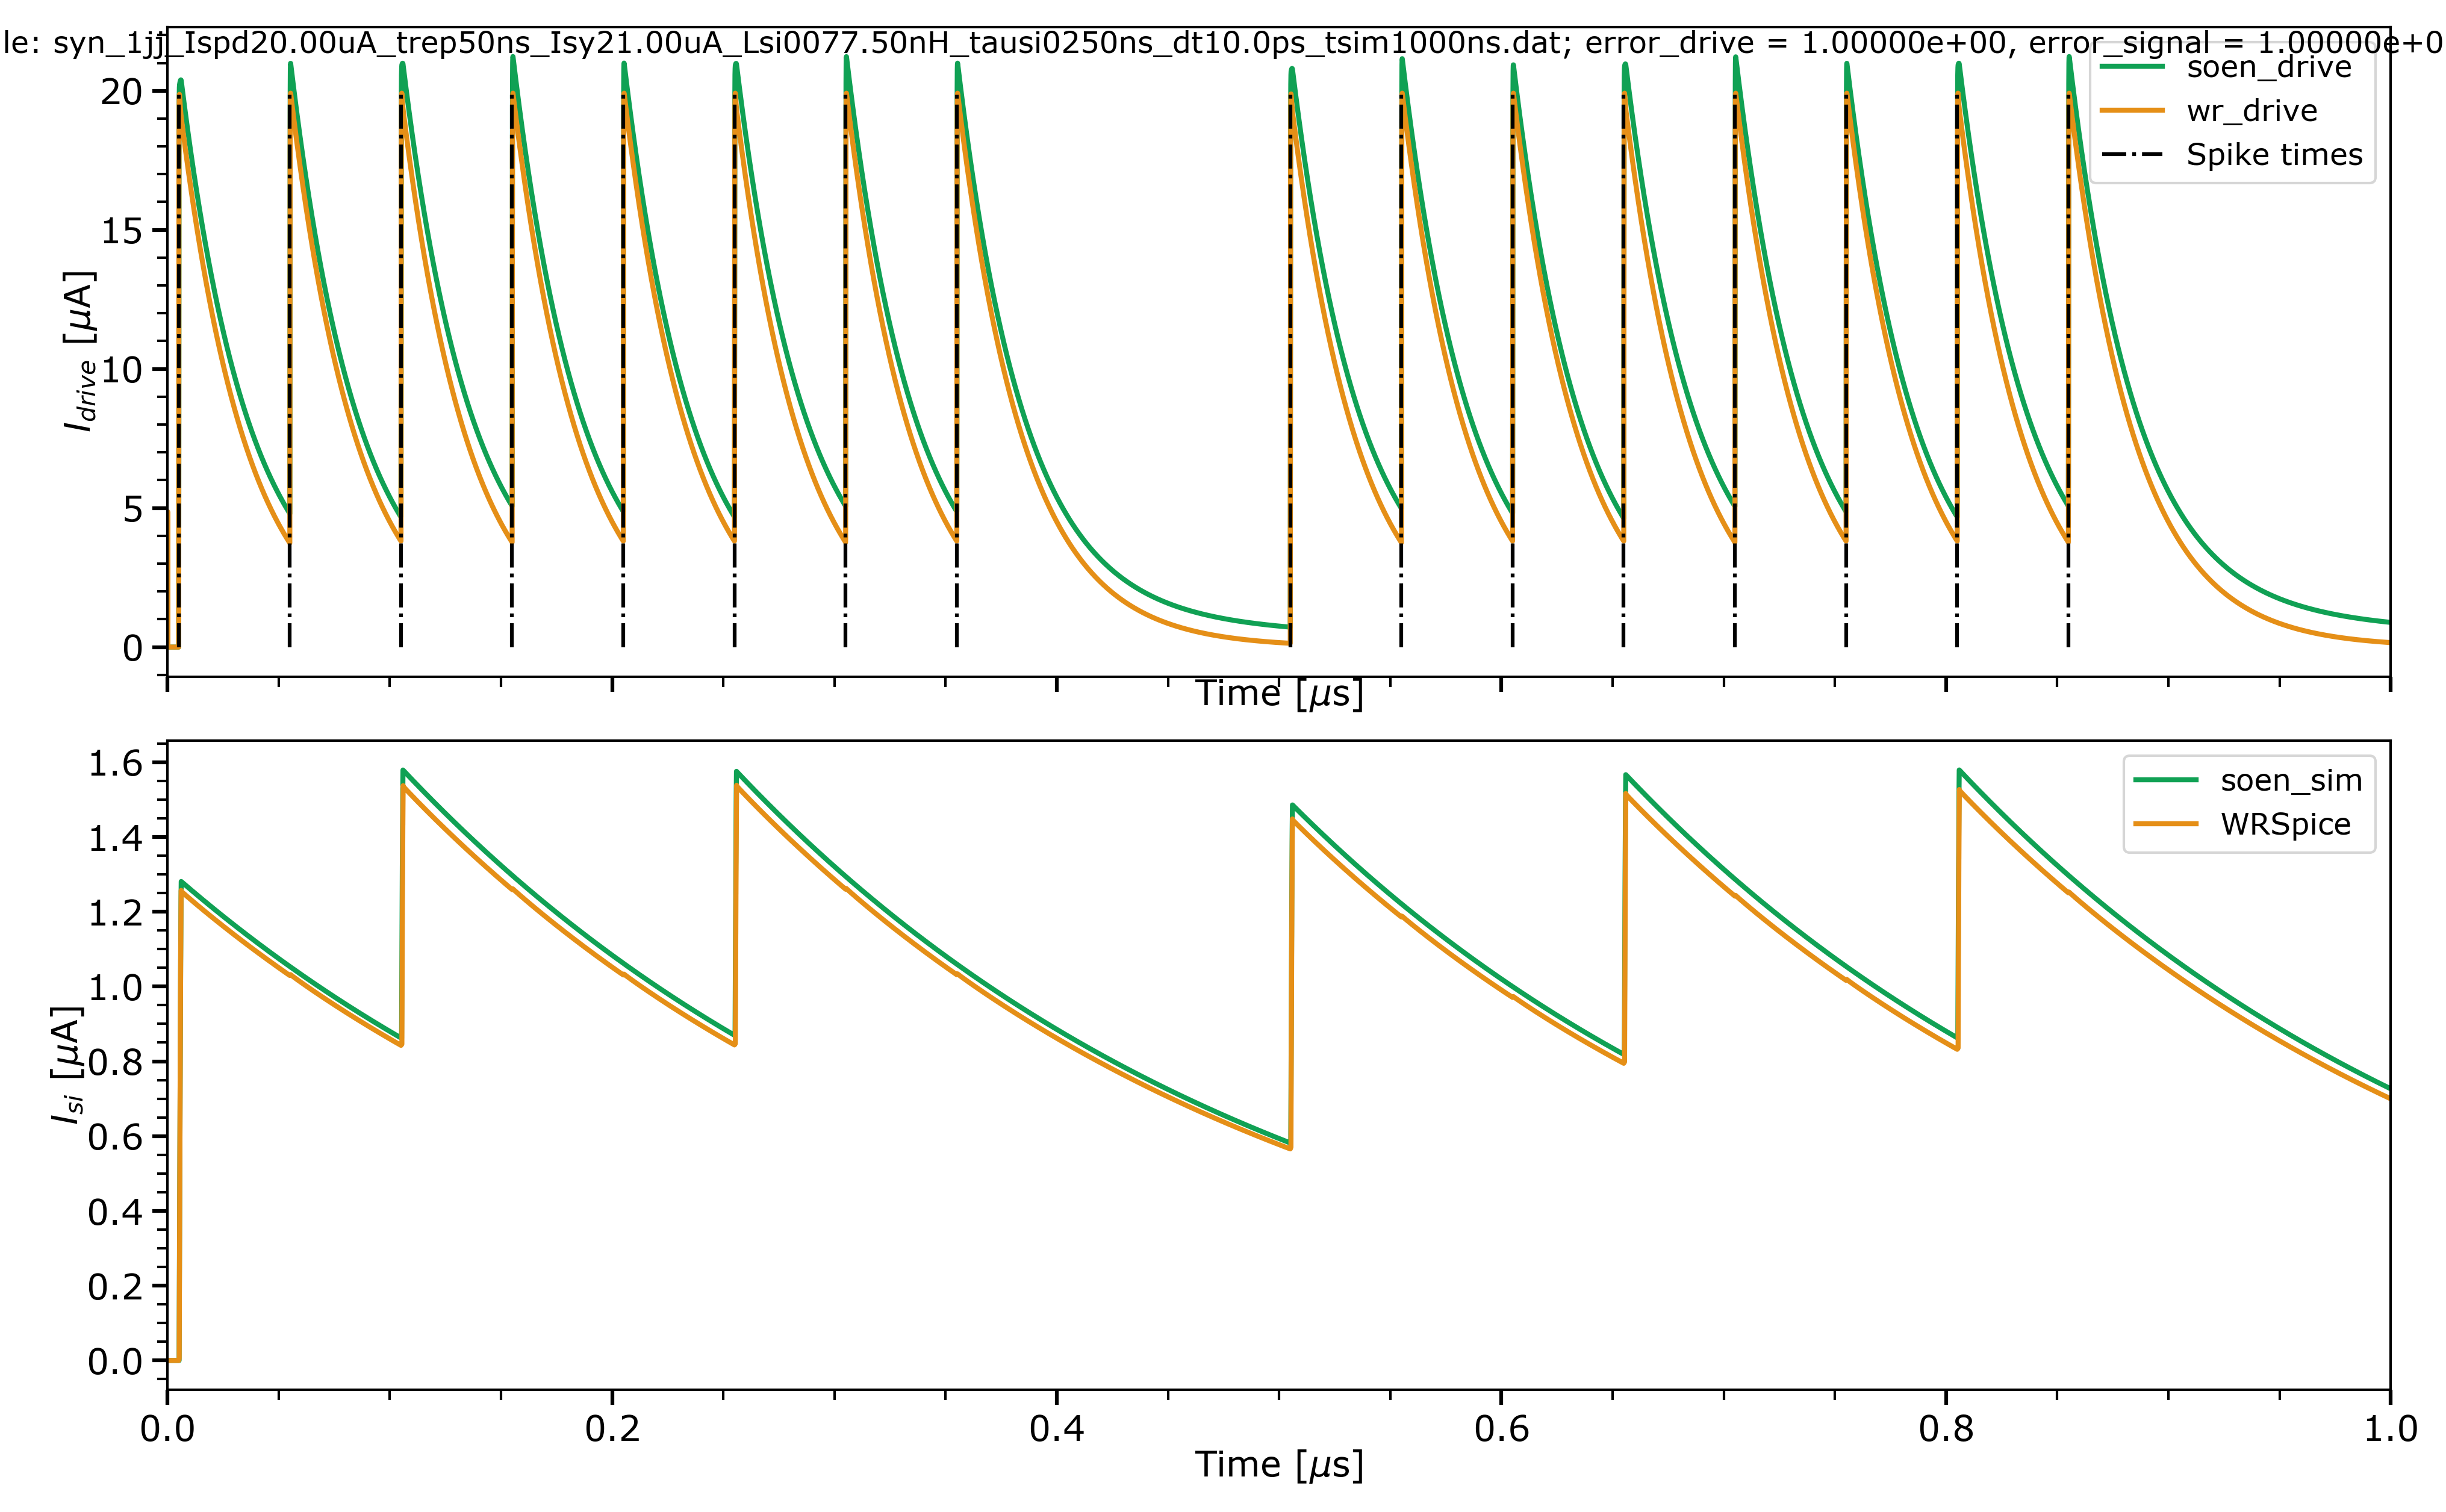 le: syn_1jj_Ispd20.00uA_trep50ns_Isy21.00uA_Lsi0077.50nH_tausi0250ns_dt10.0ps_tsim1000ns.dat; error_drive = 1.00000e+00, error_signal = 1.00000e+0
soen_drive
wr_drive
Spike times
20
15
10
5
0
I_drive [μA]
Time [μs]
soen_sim
WRSpice
1.6
1.4
1.2
1.0
0.8
0.6
0.4
0.2
0.0
I_si [μA]
0.0 0.2 0.4 0.6 0.8 1.0
Time [μs]